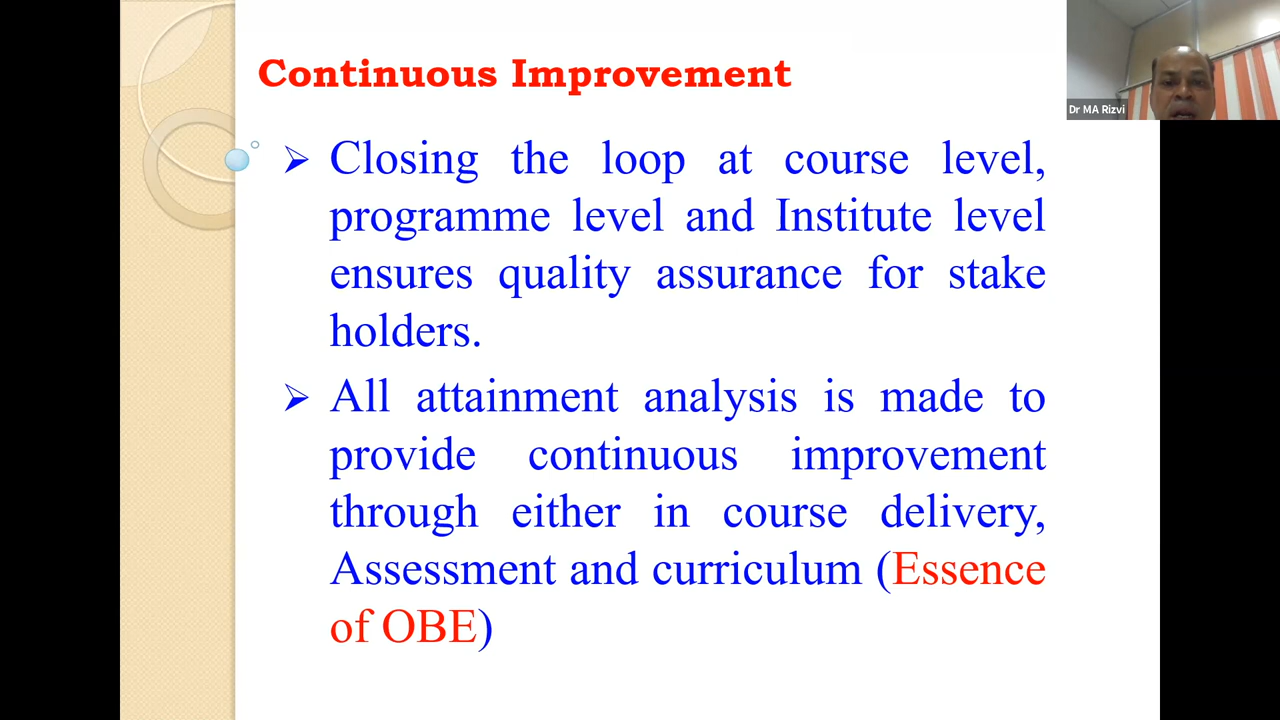 Continuous Improvement
Dr MA Rizvi
➢ Closing the loop at course level,
programme level and Institute level
ensures quality assurance for stake
holders.
➢ All attainment analysis is made to
provide continuous improvement
through either in course delivery,
Assessment and curriculum (Essence
of OBE)